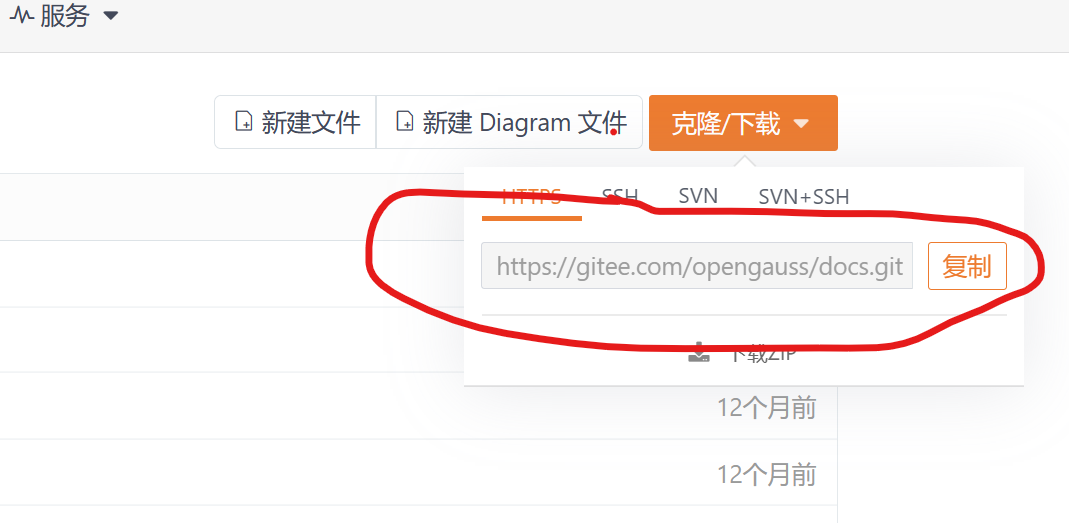 服务
新建文件 新建 Diagram 文件 克隆/下载
HTTPS SSH SVN SVN+SSH
https://gitee.com/opengauss/docs.git 复制
下载ZIP
12个月前
12个月前